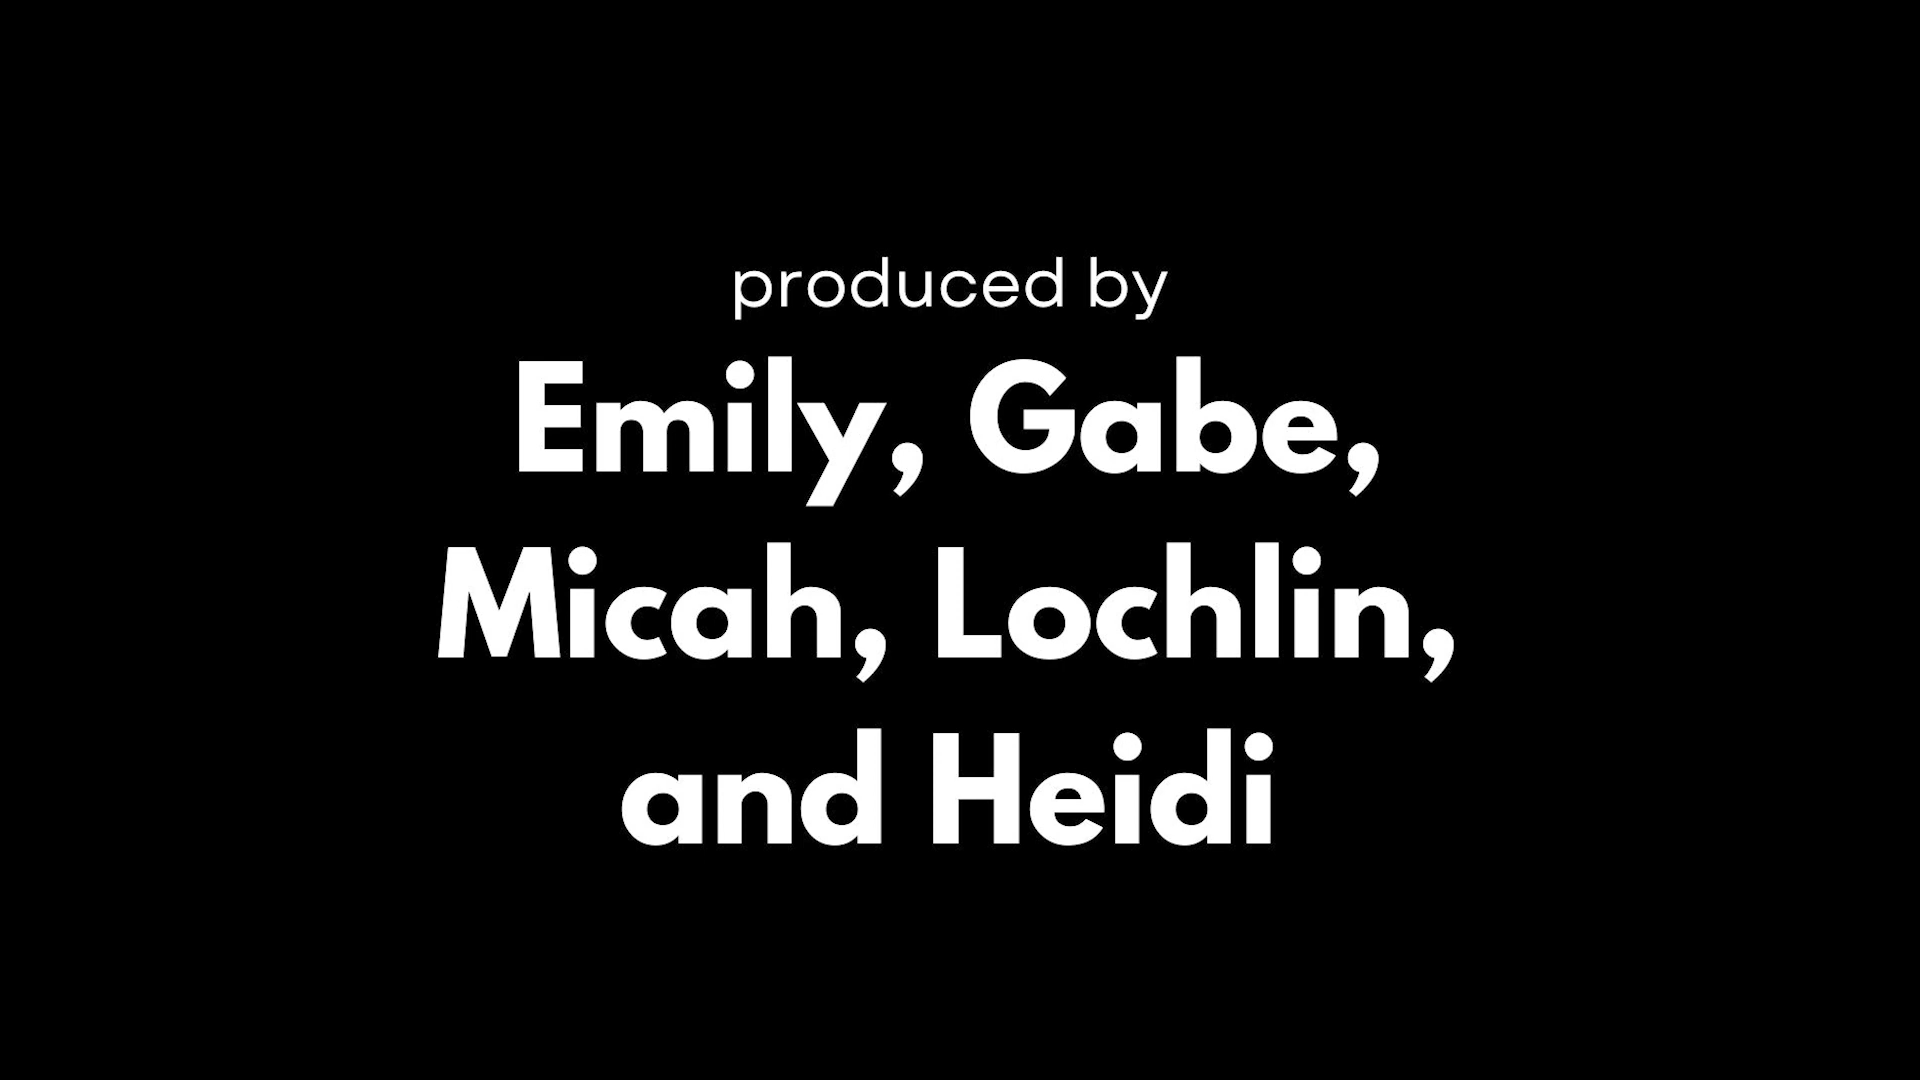 produced by
Emily, Gabe,
Micah, Lochlin,
and Heidi